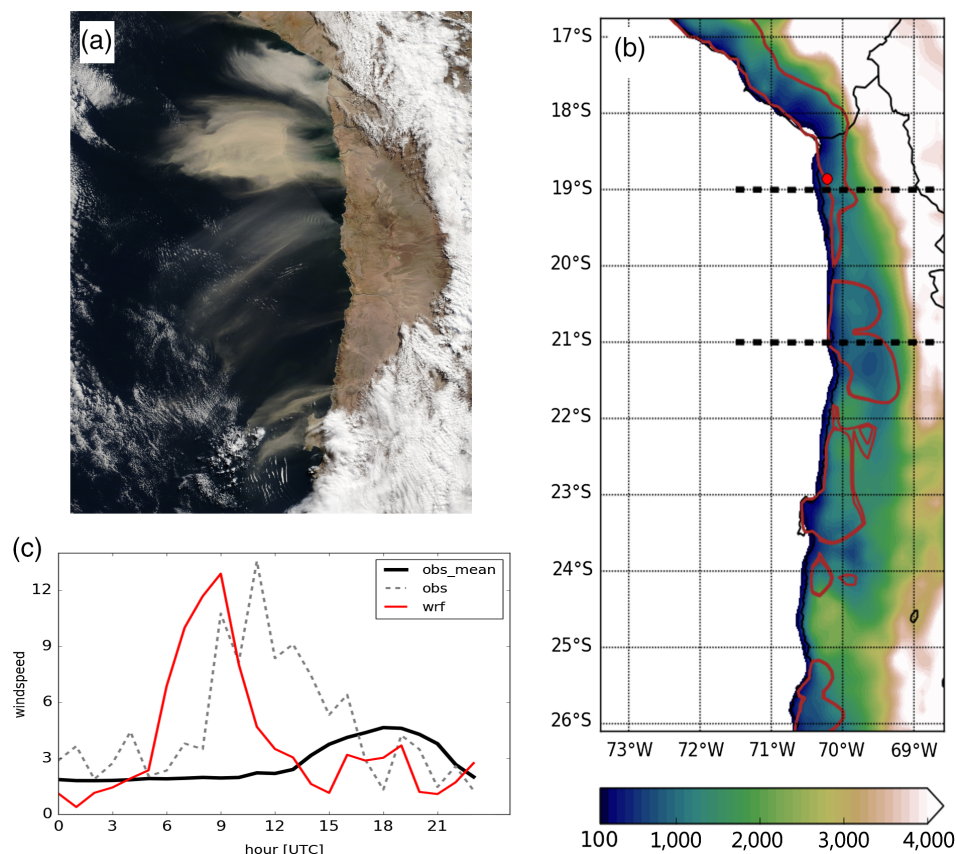 (a)
(b)
17°S
18°S
19°S
20°S
21°S
22°S
23°S
24°S
25°S
26°S
73°W 72°W 71°W 70°W 69°W
100 1,000 2,000 3,000 4,000
(c)
obs_mean
obs
wrf
windspeed
12
9
6
3
0
0 3 6 9 12 15 18 21
hour [UTC]